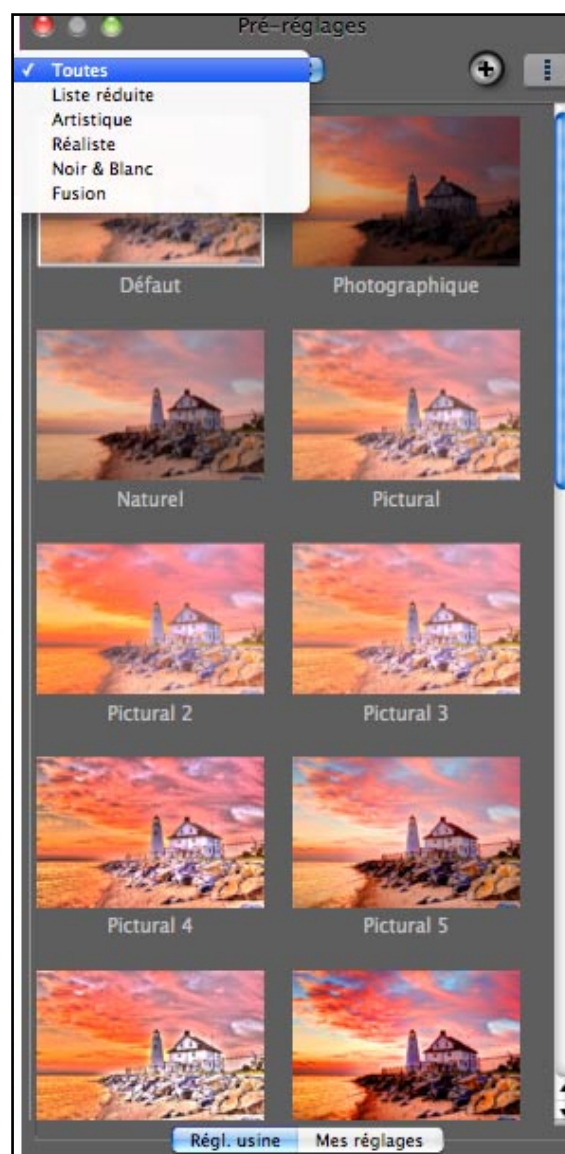 Pré-réglages
✓ Toutes
Liste réduite
Artistique
Réaliste
Noir & Blanc
Fusion
Défaut Photographique
Naturel Pictural
Pictural 2 Pictural 3
Pictural 4 Pictural 5
Régl. usine Mes réglages